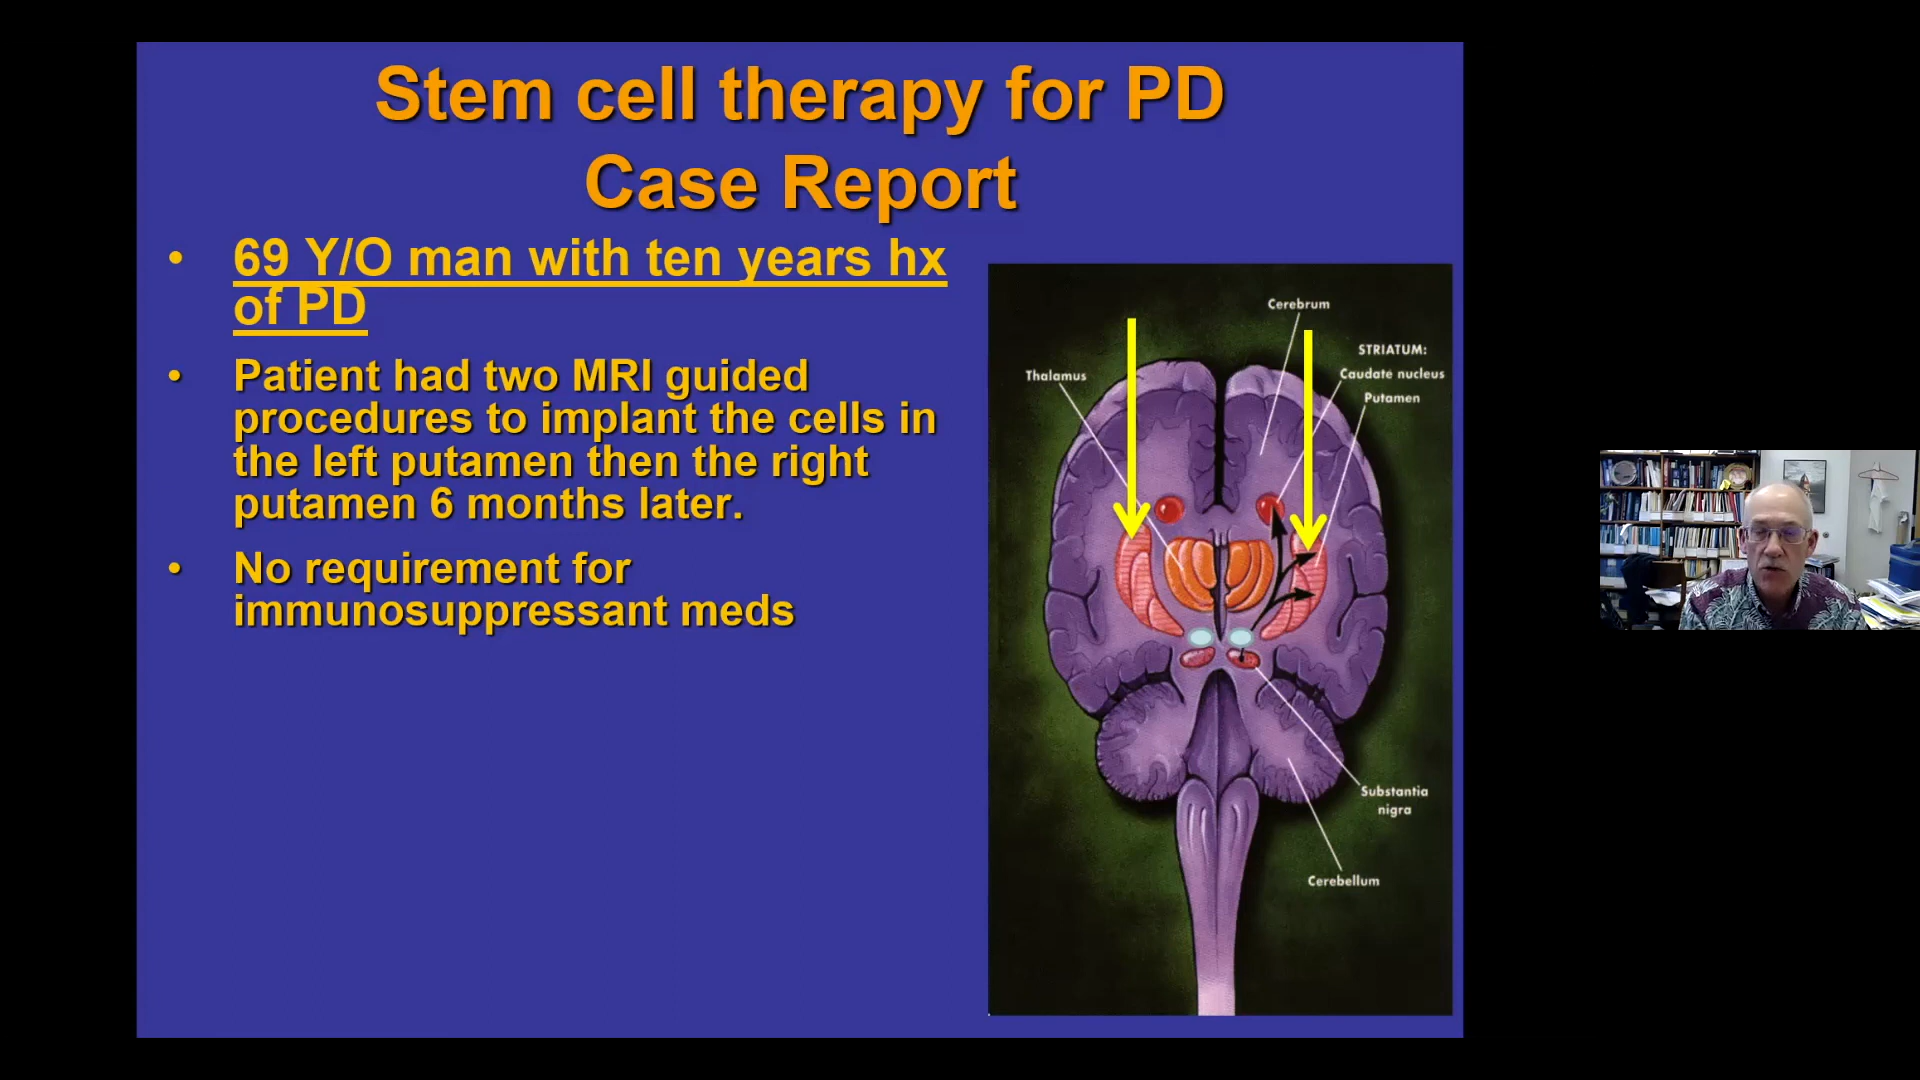 Stem cell therapy for PD
Case Report
• 69 Y/O man with ten years hx
of PD
• Patient had two MRI guided
procedures to implant the cells in
the left putamen then the right
putamen 6 months later.
• No requirement for
immunosuppressant meds
Cerebrum
STRIATUM:
Caudate nucleus
Putamen
Thalamus
Substantia
nigra
Cerebellum